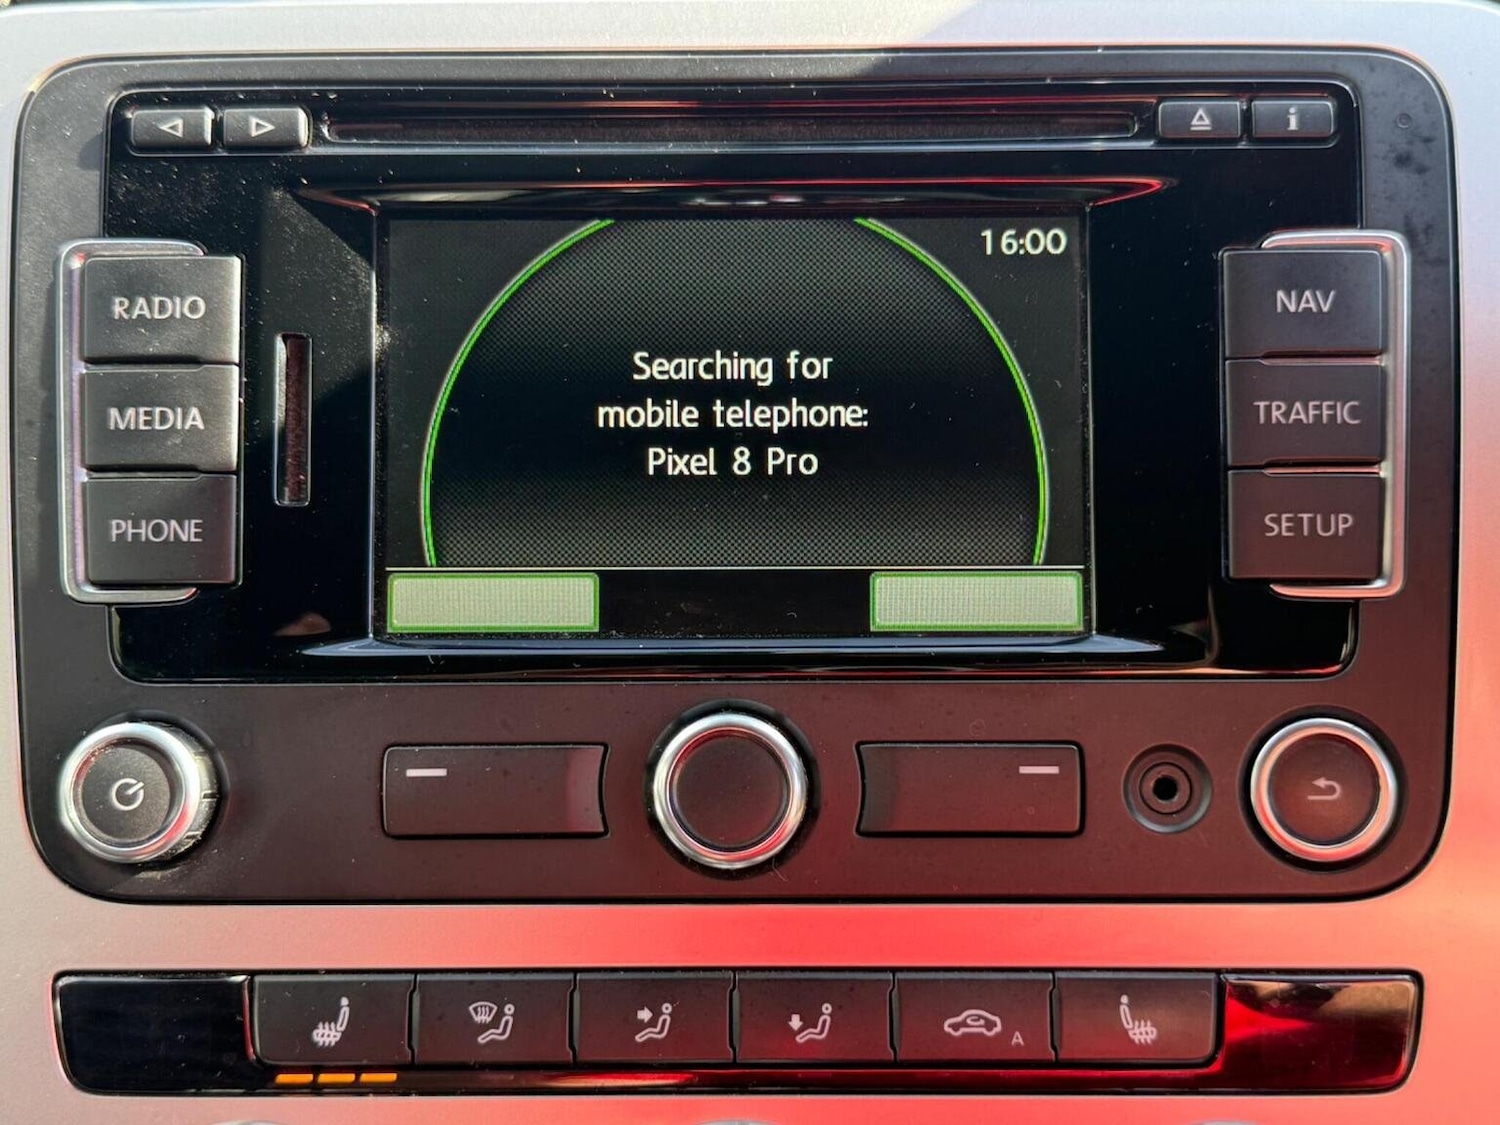 i
16:00
RADIO
MEDIA
PHONE
Searching for
mobile telephone:
Pixel 8 Pro
NAV
TRAFFIC
SETUP
A